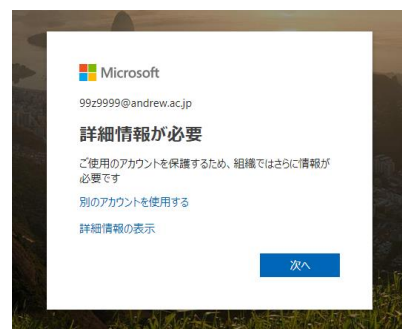 Microsoft
99z9999@andrew.ac.jp
詳細情報が必要
ご使用のアカウントを保護するため、組織ではさらに情報が
必要です
別のアカウントを使用する
詳細情報の表示
次へ